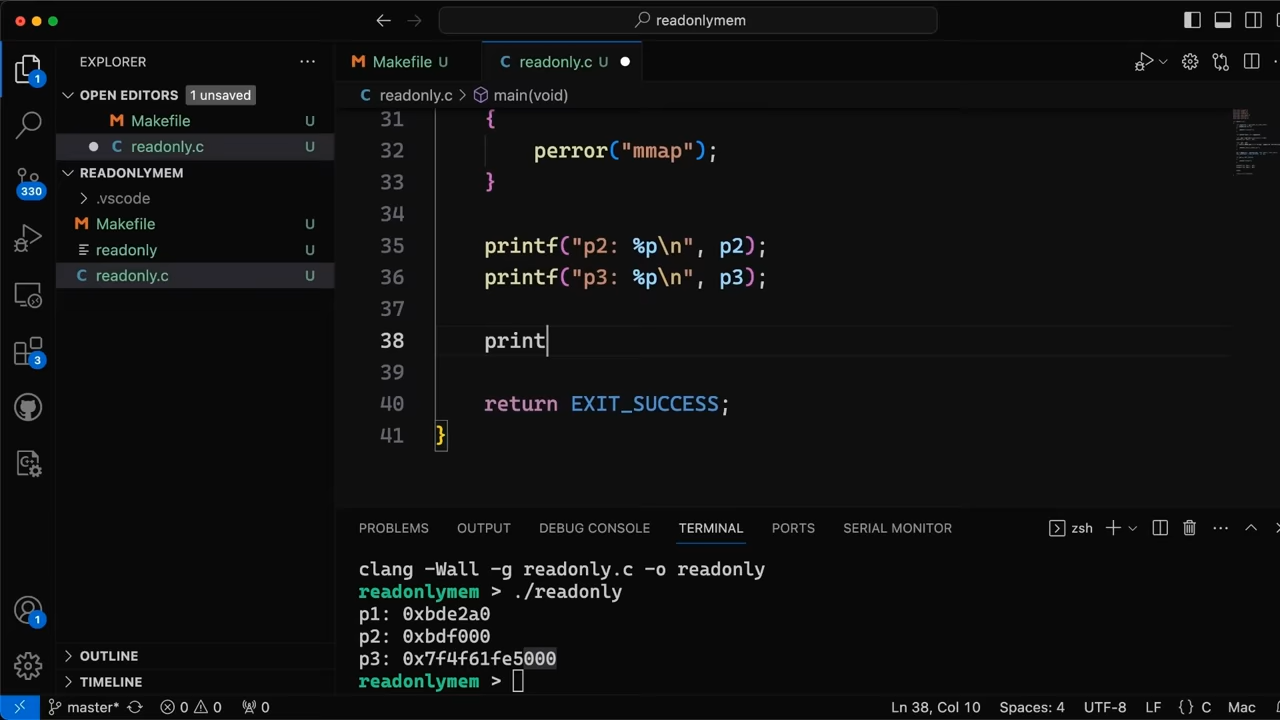 readonlymem
EXPLORER
Makefile U
readonly.c U
OPEN EDITORS 1 unsaved
readonly.c > main(void)
Makefile U
readonly.c U
READONLYMEM
.vscode
Makefile U
readonly U
readonly.c U
31 {
32 perror("mmap");
33 }
34
35 printf("p2: %p\n", p2);
36 printf("p3: %p\n", p3);
37
38 print
39
40 return EXIT_SUCCESS;
41 }
1
330
3
1
PROBLEMS OUTPUT DEBUG CONSOLE TERMINAL PORTS SERIAL MONITOR zsh
clang -Wall -g readonly.c -o readonly
readonlymem > ./readonly
p1: 0xbde2a0
p2: 0xbdf000
p3: 0x7f4f61fe5000
readonlymem >
OUTLINE
TIMELINE
master* 0 0 0 Ln 38, Col 10 Spaces: 4 UTF-8 LF {} C Mac